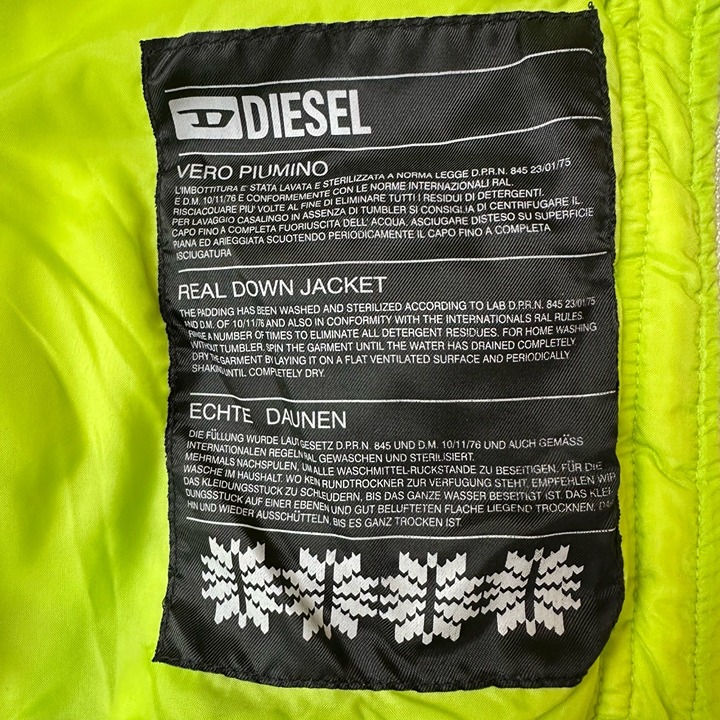 DIESEL
VERO PIUMINO
L'IMBOTTITURA E' STATA LAVATA E STERILIZZATA A NORMA LEGGE D.P.R.N. 845 23/01/75
E D.M. 10/11/76 E CONFORMEMENTE CON LE NORME INTERNAZIONALI RAL.
RISCIACQUARE PIU' VOLTE AL FINE DI ELIMINARE TUTTI I RESIDUI DI DETERGENTI.
PER LAVAGGIO CASALINGO IN ASSENZA DI TUMBLER SI CONSIGLIA DI CENTRIFUGARE IL
CAPO FINO A COMPLETA FUORIUSCITA DELL'ACQUA. ASCIUGARE DISTESO SU SUPERFICIE
PIANA ED ARIEGGIATA SCUOTENDO PERIODICAMENTE IL CAPO FINO A COMPLETA
ASCIUGATURA
REAL DOWN JACKET
THE PADDING HAS BEEN WASHED AND STERILIZED ACCORDING TO LAB D.P.R.N. 845 23/01/75
AND D.M. OF 10/11/76 AND ALSO IN CONFORMITY WITH THE INTERNATIONALS RAL RULES.
RINSE A NUMBER OF TIMES TO ELIMINATE ALL DETERGENT RESIDUES. FOR HOME WASHING
WITHOUT TUMBLER, SPIN THE GARMENT UNTIL THE WATER HAS DRAINED COMPLETELY.
DRY THE GARMENT BY LAYING IT ON A FLAT VENTILATED SURFACE AND PERIODICALLY
SHAKING UNTIL COMPLETELY DRY.
ECHTE DAUNEN
DIE FÜLLUNG WURDE LAUT GESETZ D.P.R.N. 845 UND D.M. 10/11/76 UND AUCH GEMÄSS
INTERNATIONALEN REGELN RAL GEWASCHEN UND STERILISIERT.
MEHRMALS NACHSPULEN, UM ALLE WASCHMITTEL-RUCKSTANDE ZU BESEITIGEN. FÜR DIE
WASCHE IM HAUSHALT. WO KEIN RUNDTROCKNER ZUR VERFUGUNG STEHT, EMPFEHLEN WIR
DAS KLEIDUNGSSTUCK ZU SCHLEUDERN, BIS DAS GANZE WASSER BESEITIGT IST. DAS KLEI-
DUNGSSTUCK AUF EINER EBENEN UND GUT BELUFTETEN FLACHE LIEGEND TROCKNEN.
HIN UND WIEDER AUSSCHÜTTELN, BIS ES GANZ TROCKEN IST.